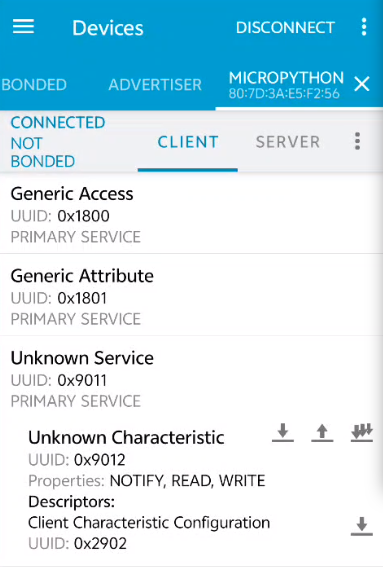 Devices
DISCONNECT
BONDED
ADVERTISER
MICROPYTHON
80:7D:3A:E5:F2:56
CONNECTED
NOT
BONDED
CLIENT
SERVER
Generic Access
UUID: 0x1800
PRIMARY SERVICE
Generic Attribute
UUID: 0x1801
PRIMARY SERVICE
Unknown Service
UUID: 0x9011
PRIMARY SERVICE
Unknown Characteristic
UUID: 0x9012
Properties: NOTIFY, READ, WRITE
Descriptors:
Client Characteristic Configuration
UUID: 0x2902